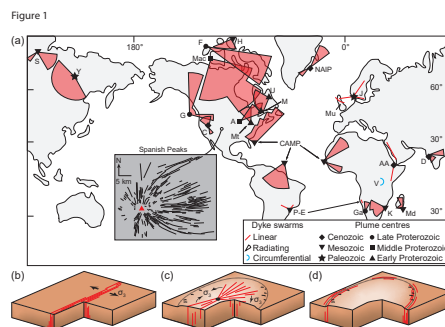 Figure 1
(a)
180°
0°
F
H
Mac
S
Y
NAIP
60°
J
U
M
Mu
G
A
C
Mt
30°
Spanish Peaks
N
5 km
CAMP
AA
D
V
P-E
Ga
K
Md
30°
Dyke swarms
Linear
Radiating
Circumferential
Plume centres
Cenozoic
Mesozoic
Paleozoic
Late Proterozoic
Middle Proterozoic
Early Proterozoic
(b)
(c)
(d)
σ3
σ3